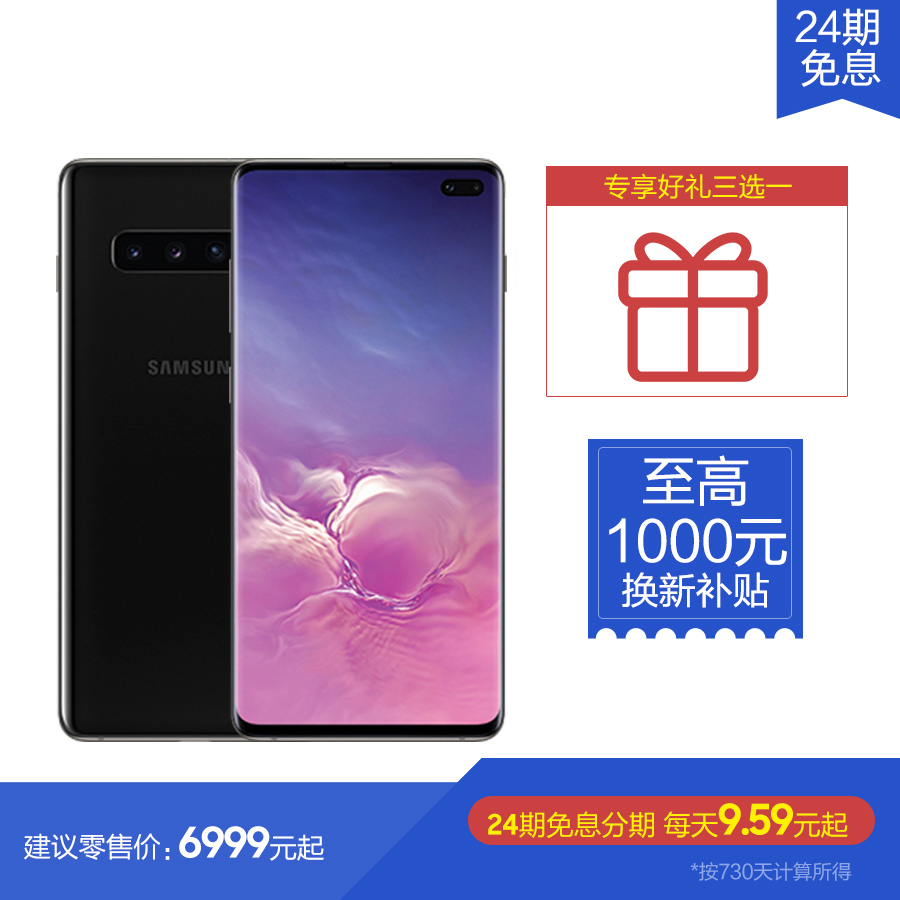 24期
免息
专享好礼三选一
SAMSUN
至高
1000元
换新补贴
建议零售价：6999元起
24期免息分期 每天9.59元起
*按730天计算所得